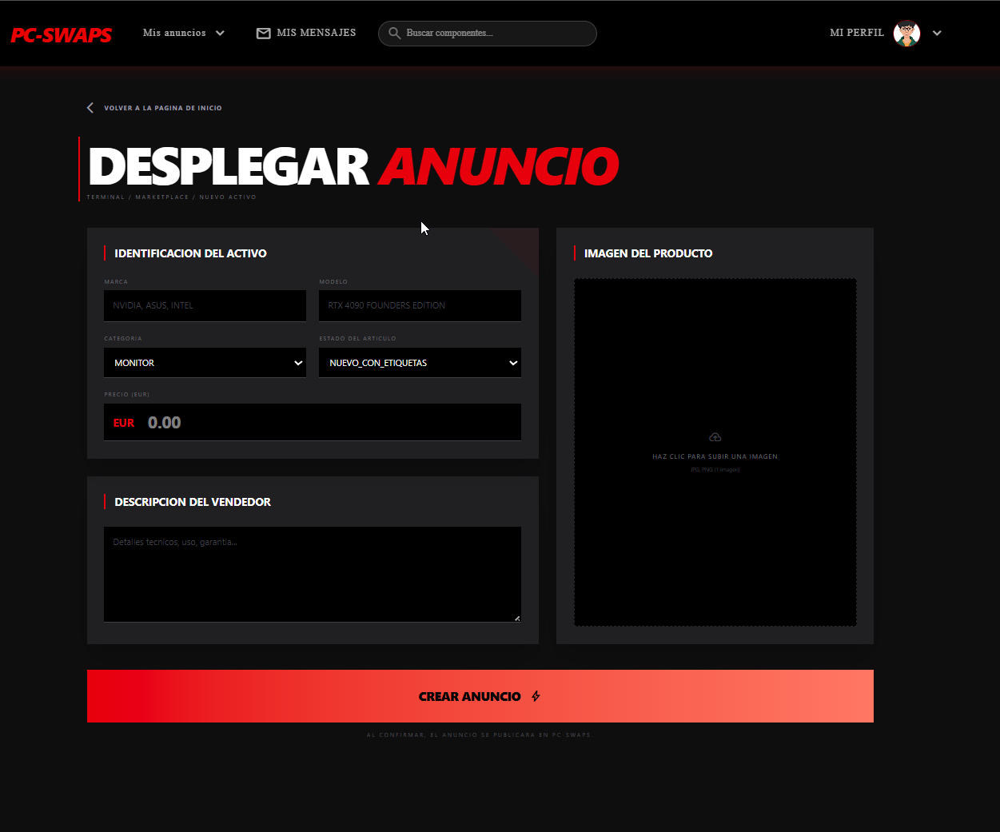 PC-SWAPS
Mis anuncios
MIS MENSAJES
Buscar componentes...
MI PERFIL
VOLVER A LA PAGINA DE INICIO
DESPLEGAR ANUNCIO
TERMINAL / MARKETPLACE / NUEVO ACTIVO
IDENTIFICACION DEL ACTIVO
MARCA
MODELO
NVIDIA, ASUS, INTEL
RTX 4090 FOUNDERS EDITION
CATEGORIA
ESTADO DEL ARTICULO
MONITOR
NUEVO_CON_ETIQUETAS
PRECIO (EUR)
EUR 0.00
DESCRIPCION DEL VENDEDOR
Detalles tecnicos, uso, garantia...
IMAGEN DEL PRODUCTO
HAZ CLIC PARA SUBIR UNA IMAGEN
JPG, PNG (1 imagen)
CREAR ANUNCIO
AL CONFIRMAR, EL ANUNCIO SE PUBLICARA EN PC-SWAPS.